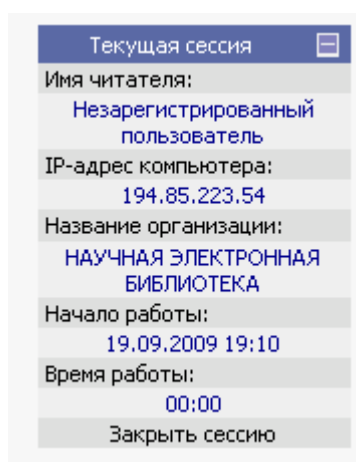 Текущая сессия
Имя читателя:
Незарегистрированный
пользователь
IP-адрес компьютера:
194.85.223.54
Название организации:
НАУЧНАЯ ЭЛЕКТРОННАЯ
БИБЛИОТЕКА
Начало работы:
19.09.2009 19:10
Время работы:
00:00
Закрыть сессию